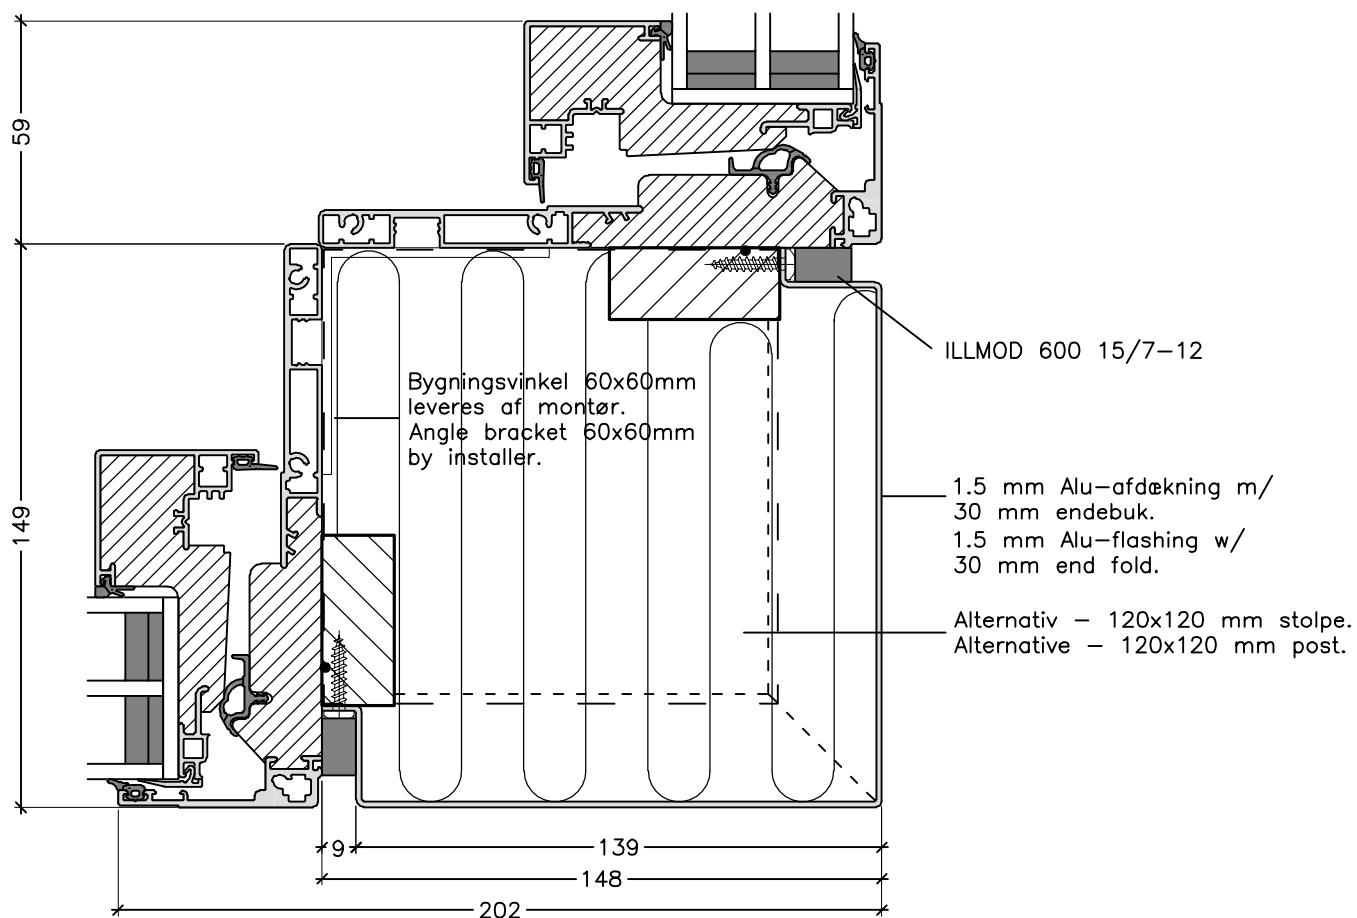 59
149
ILLMOD 600 15/7-12
Bygningsvinkel 60x60mm
leveres af montør.
Angle bracket 60x60mm
by installer.
1.5 mm Alu-afdækning m/
30 mm endebuk.
1.5 mm Alu-flashing w/
30 mm end fold.
Alternativ - 120x120 mm stolpe.
Alternative - 120x120 mm post.
9
139
148
202